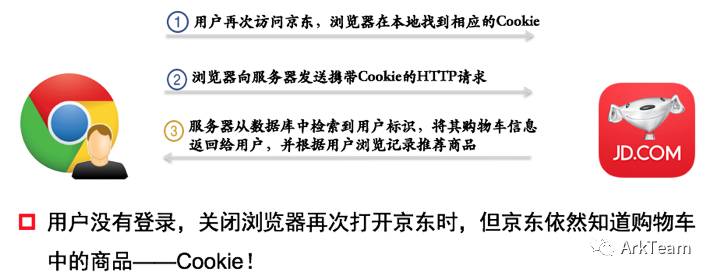 ① 用户再次访问京东，浏览器在本地找到相应的Cookie
② 浏览器向服务器发送携带Cookie的HTTP请求
③ 服务器从数据库中检索到用户标识，将其购物车信息
返回给用户，并根据用户浏览记录推荐商品
JD.COM
用户没有登录，关闭浏览器再次打开京东时，但京东依然知道购物车
中的商品——Cookie！
ArkTeam